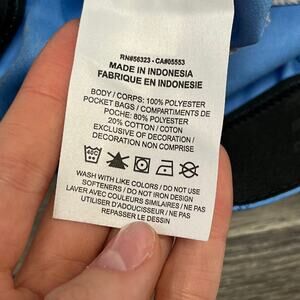 RN#56323 - CA#05553
MADE IN INDONESIA
FABRIQUE EN INDONESIE
BODY / CORPS: 100% POLYESTER
POCKET BAGS / COMPARTIMENTS DE
POCHE: 80% POLYESTER
20% COTTON / COTON
EXCLUSIVE OF DECORATION /
DECORATION NON COMPRISE
40°C
WASH WITH LIKE COLORS / DO NOT USE
SOFTENERS / DO NOT IRON DESIGN
LAVER AVEC COULEURS SIMILAIRES / NE PAS
UTILISER D'ADOUCISSEUR / NE PAS
REPASSER LE DESSIN